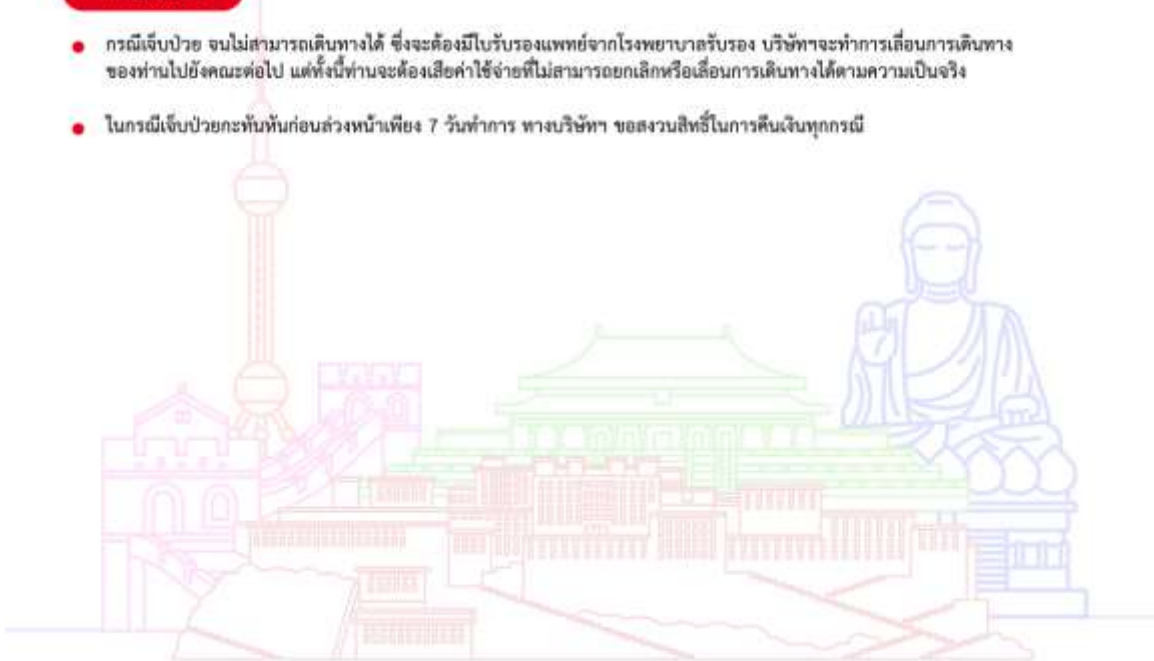 กรณีเจ็บป่วย จนไม่สามารถเดินทางได้ ซึ่งจะต้องมีใบรับรองแพทย์จากโรงพยาบาลรับรอง บริษัทฯจะทำการเลื่อนการเดินทาง
ของท่านไปยังคณะต่อไป แต่ทั้งนี้ท่านจะต้องเสียค่าใช้จ่ายที่ไม่สามารถยกเลิกหรือเลื่อนการเดินทางได้ตามความเป็นจริง
ในกรณีเจ็บป่วยกะทันหันก่อนล่วงหน้าเพียง 7 วันทำการ ทางบริษัทฯ ขอสงวนสิทธิ์ในการคืนเงินทุกกรณี